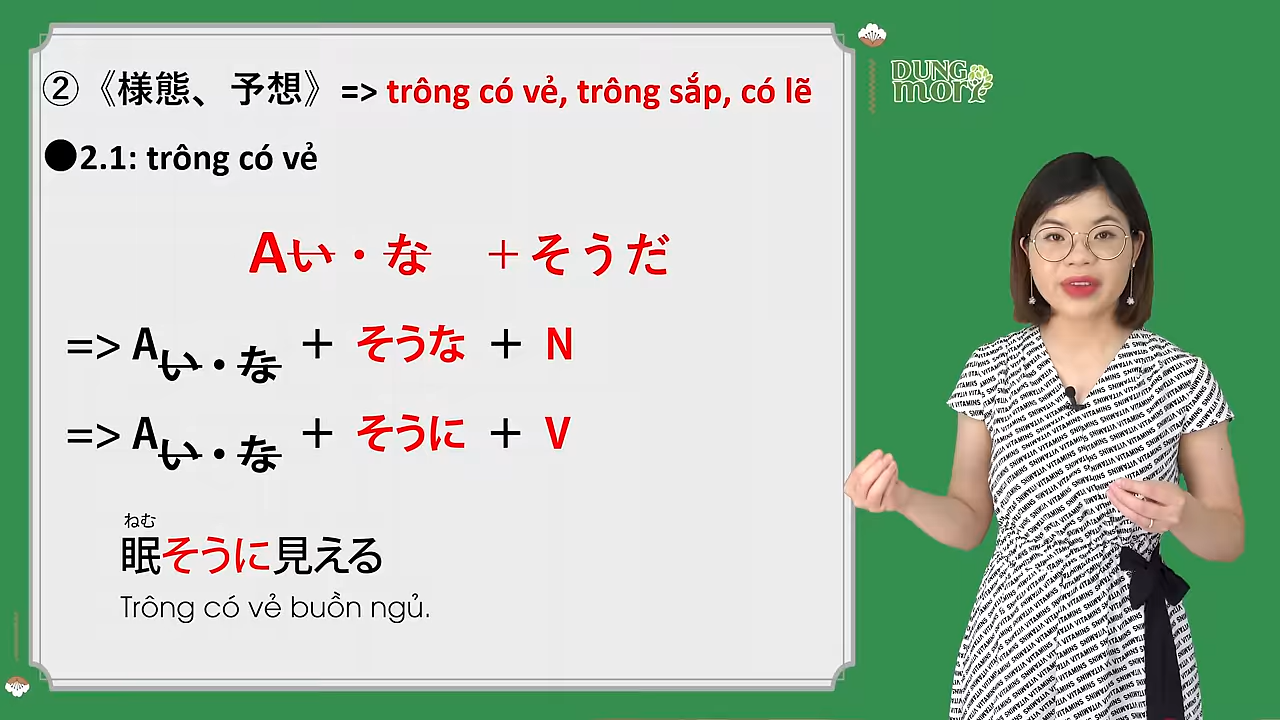 ②《様態、予想》=> trông có vẻ, trông sắp, có lẽ
●2.1: trông có vẻ
Aい・な ＋そうだ
=> Aい・な ＋ そうな ＋ N
=> Aい・な ＋ そうに ＋ V
ねむ
眠そうに見える
Trông có vẻ buồn ngủ.
DUNG
mori